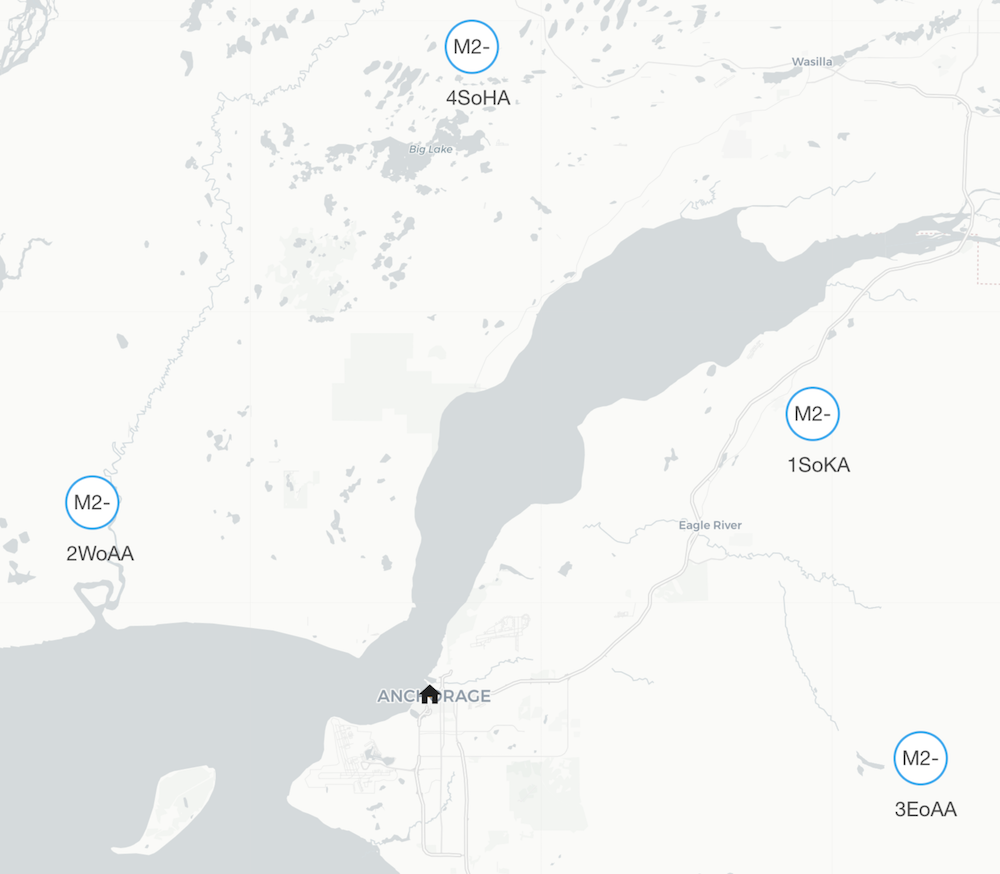 M2-
4SoHA
Wasilla
Big Lake
M2-
1SoKA
M2-
2WoAA
Eagle River
ANCHORAGE
M2-
3EoAA